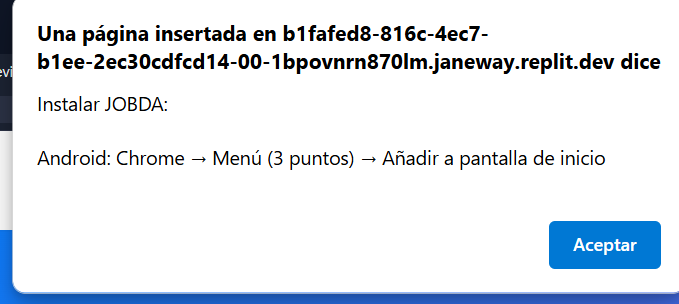 evi
Una página insertada en b1fafed8-816c-4ec7-
b1ee-2ec30cdfcd14-00-1bpovnrn870lm.janeway.replit.dev dice
Instalar JOBDA:
Android: Chrome → Menú (3 puntos) → Añadir a pantalla de inicio
Aceptar